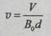 v = V / B₀d